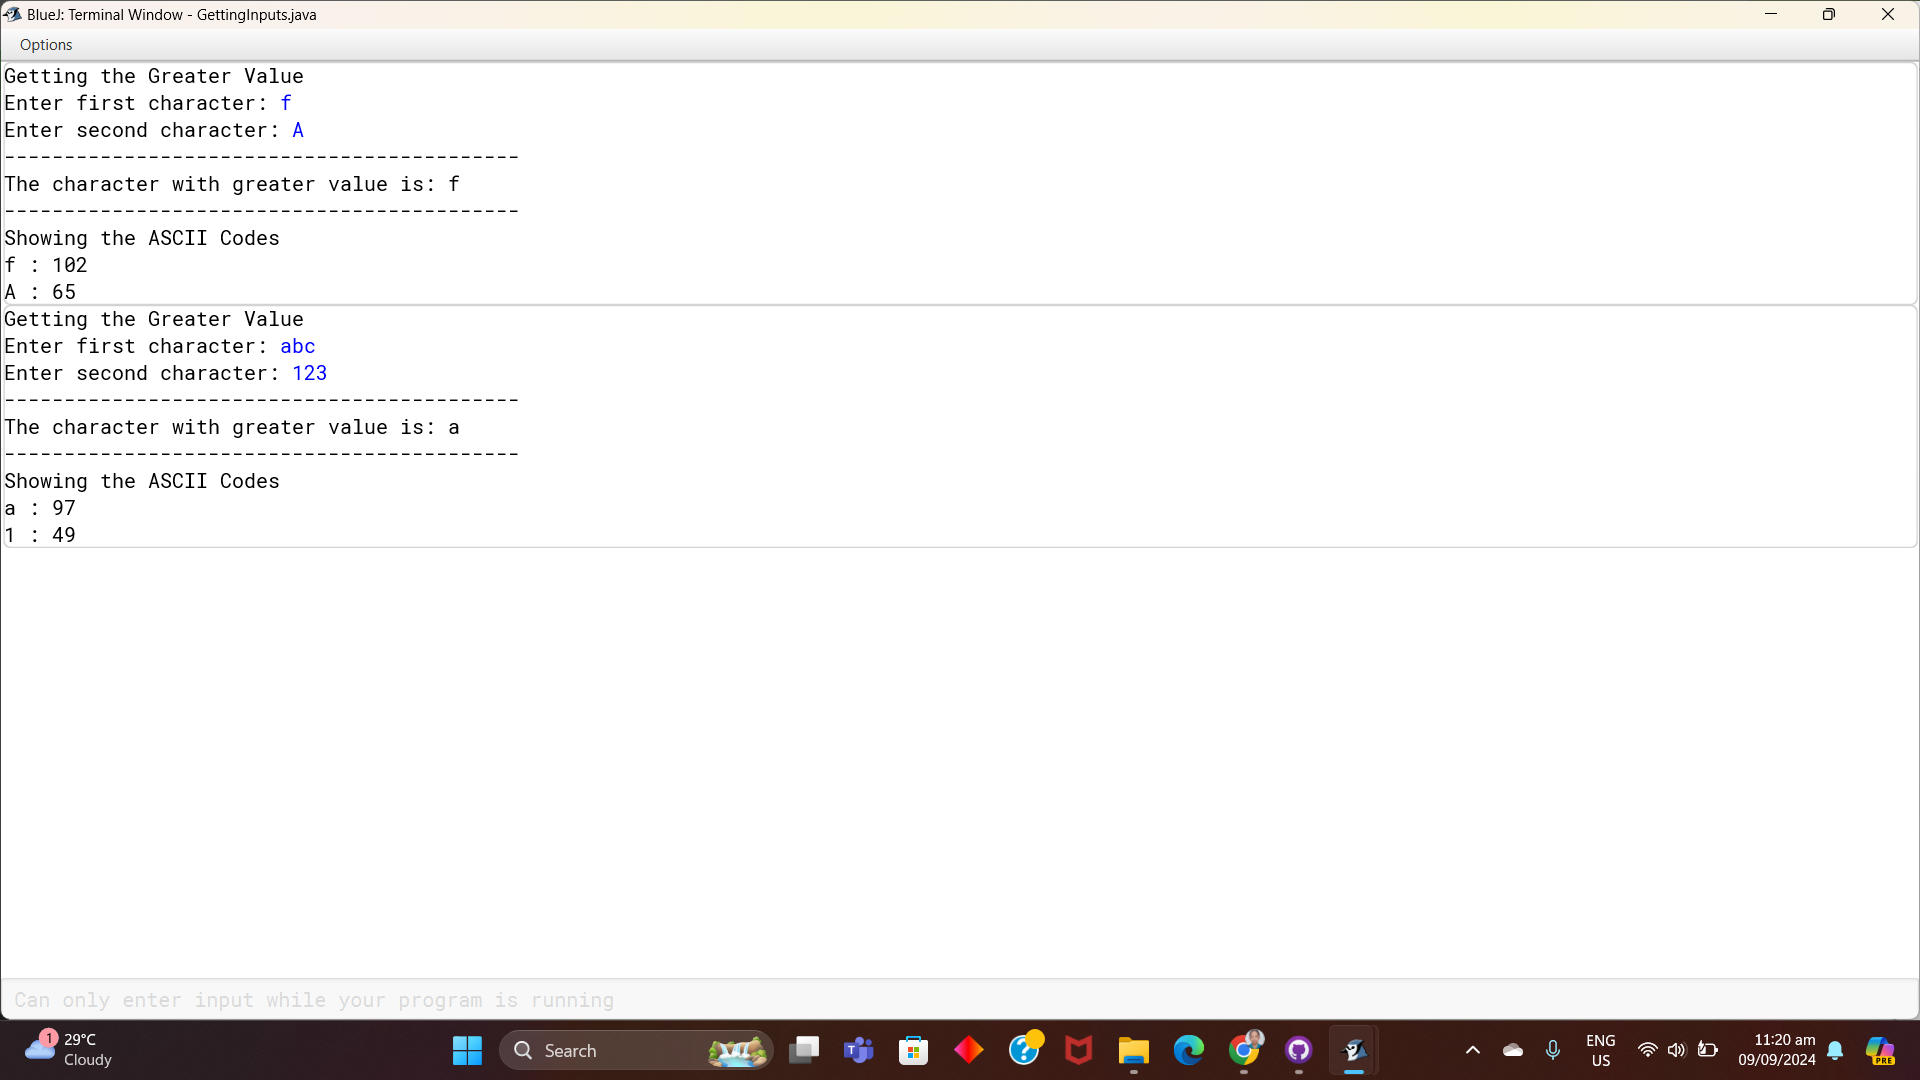 BlueJ: Terminal Window - GettingInputs.java
Options
Getting the Greater Value
Enter first character: f
Enter second character: A
-------------------------------------------
The character with greater value is: f
-------------------------------------------
Showing the ASCII Codes
f : 102
A : 65
Getting the Greater Value
Enter first character: abc
Enter second character: 123
-------------------------------------------
The character with greater value is: a
-------------------------------------------
Showing the ASCII Codes
a : 97
1 : 49
Can only enter input while your program is running
1
29°C
Cloudy
Search
ENG
US
11:20 am
09/09/2024
PRE